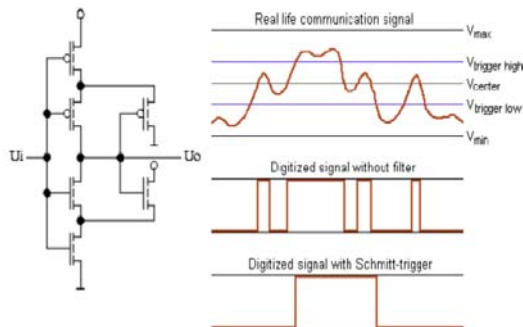 Real life communication signal
Vmax
Vtrigger high
Vcenter
Vtrigger low
Vmin
Ui
Uo
Digitized signal without filter
Digitized signal with Schmitt-trigger